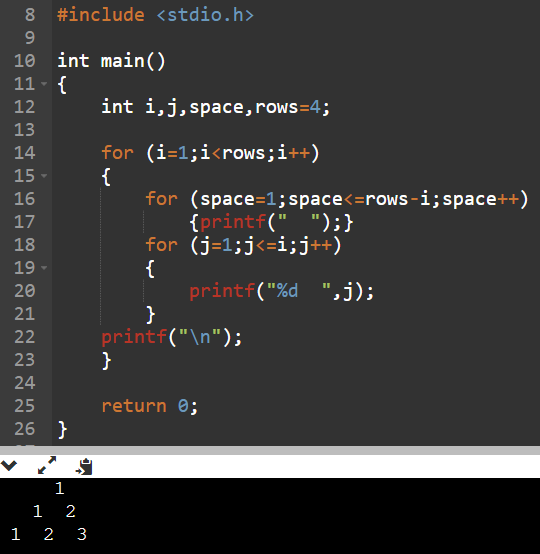 8 #include <stdio.h>
9
10 int main()
11 {
12     int i,j,space,rows=4;
13
14     for (i=1;i<rows;i++)
15     {
16         for (space=1;space<=rows-i;space++)
17             {printf("  ");}
18         for (j=1;j<=i;j++)
19         {
20             printf("%d  ",j);
21         }
22     printf("\n");
23     }
24
25     return 0;
26 }
      1
    1  2
  1  2  3